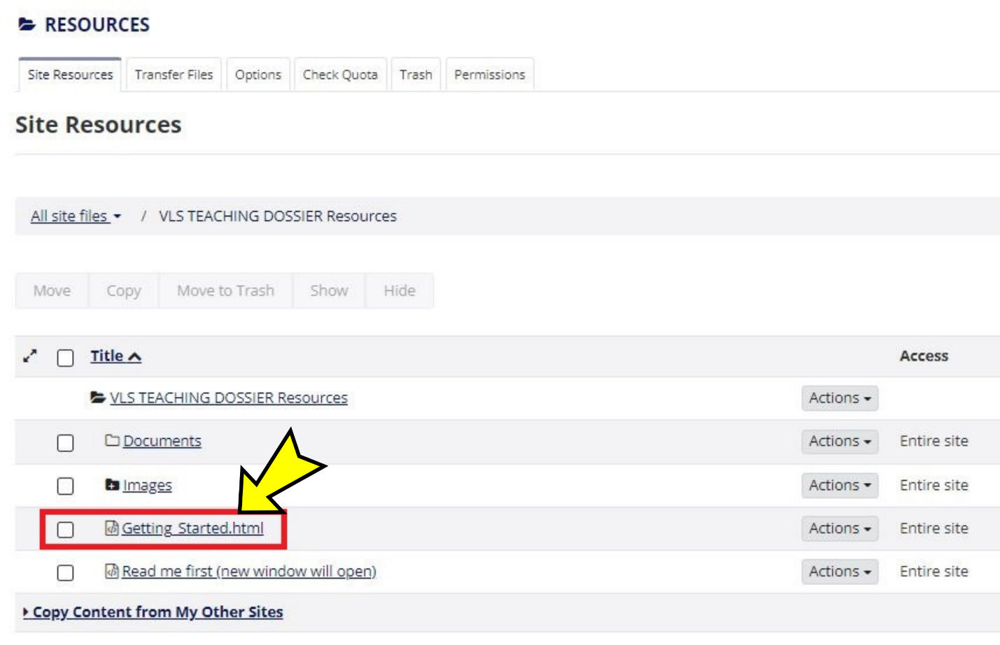 RESOURCES
Site Resources Transfer Files Options Check Quota Trash Permissions
Site Resources
All site files / VLS TEACHING DOSSIER Resources
Move Copy Move to Trash Show Hide
Title Access
VLS TEACHING DOSSIER Resources Actions
Documents Actions Entire site
Images Actions Entire site
Getting_Started.html Actions Entire site
Read me first (new window will open) Actions Entire site
Copy Content from My Other Sites